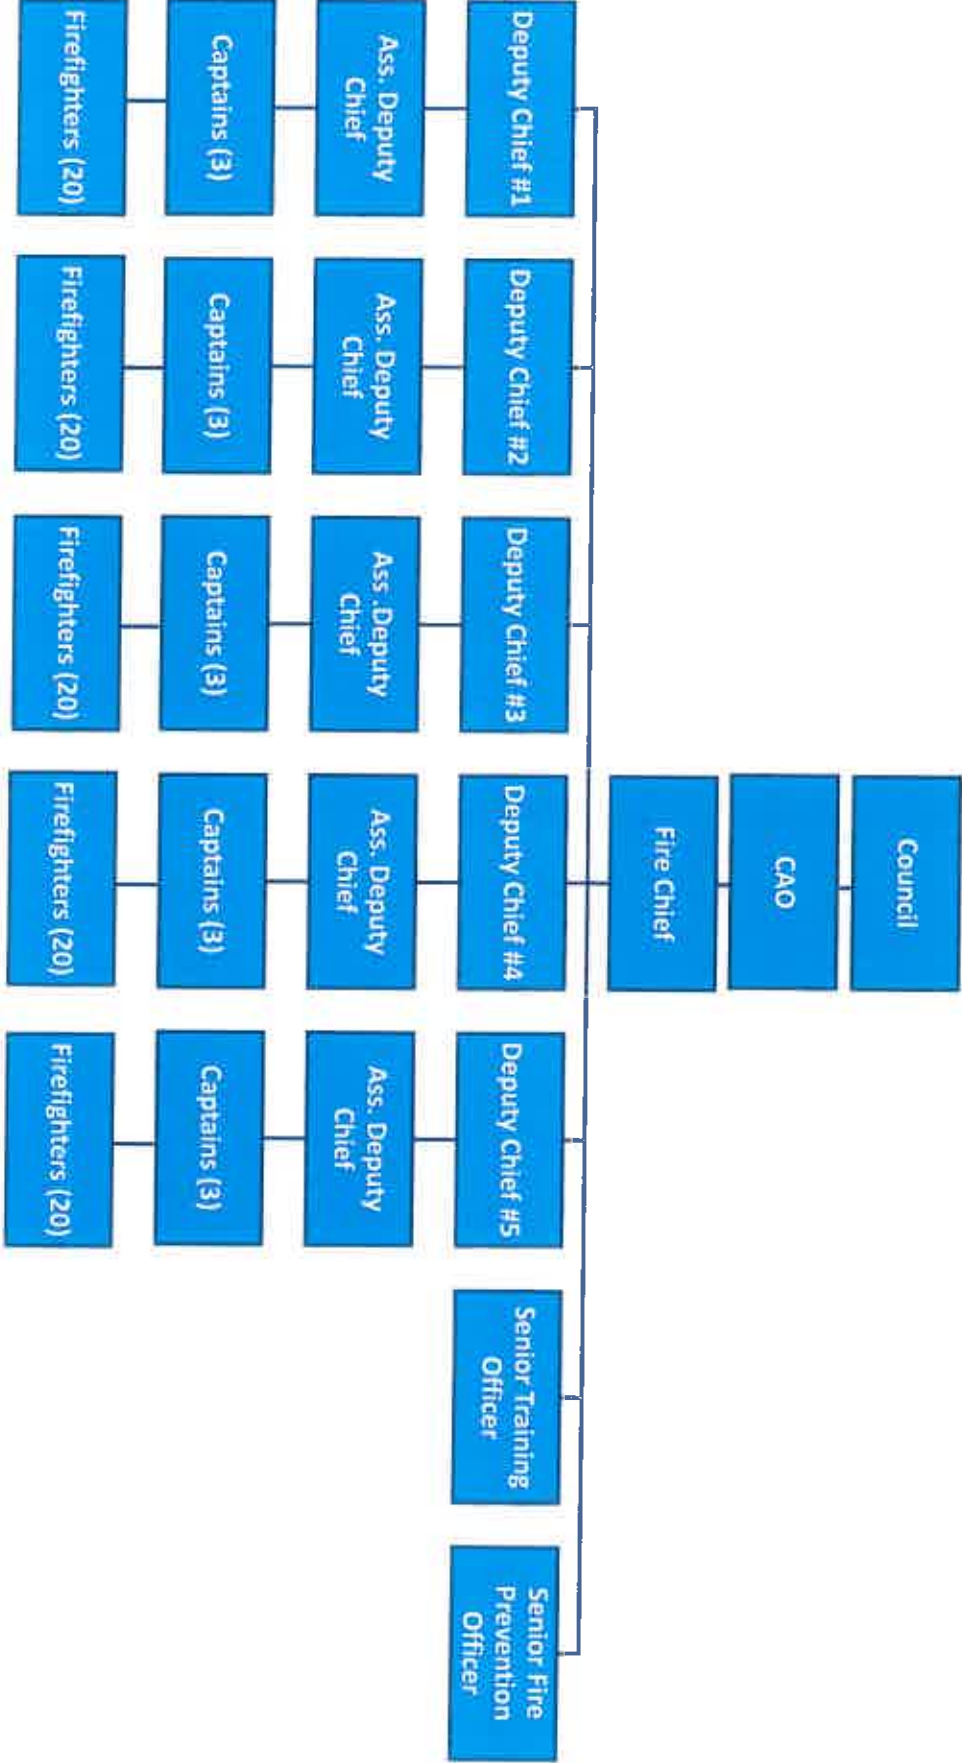 Council
CAO
Fire Chief
Deputy Chief #1
Deputy Chief #2
Deputy Chief #3
Deputy Chief #4
Deputy Chief #5
Senior Training
Officer
Senior Fire
Prevention
Officer
Ass. Deputy
Chief
Ass. Deputy
Chief
Ass .Deputy
Chief
Ass. Deputy
Chief
Ass. Deputy
Chief
Captains (3)
Captains (3)
Captains (3)
Captains (3)
Captains (3)
Firefighters (20)
Firefighters (20)
Firefighters (20)
Firefighters (20)
Firefighters (20)